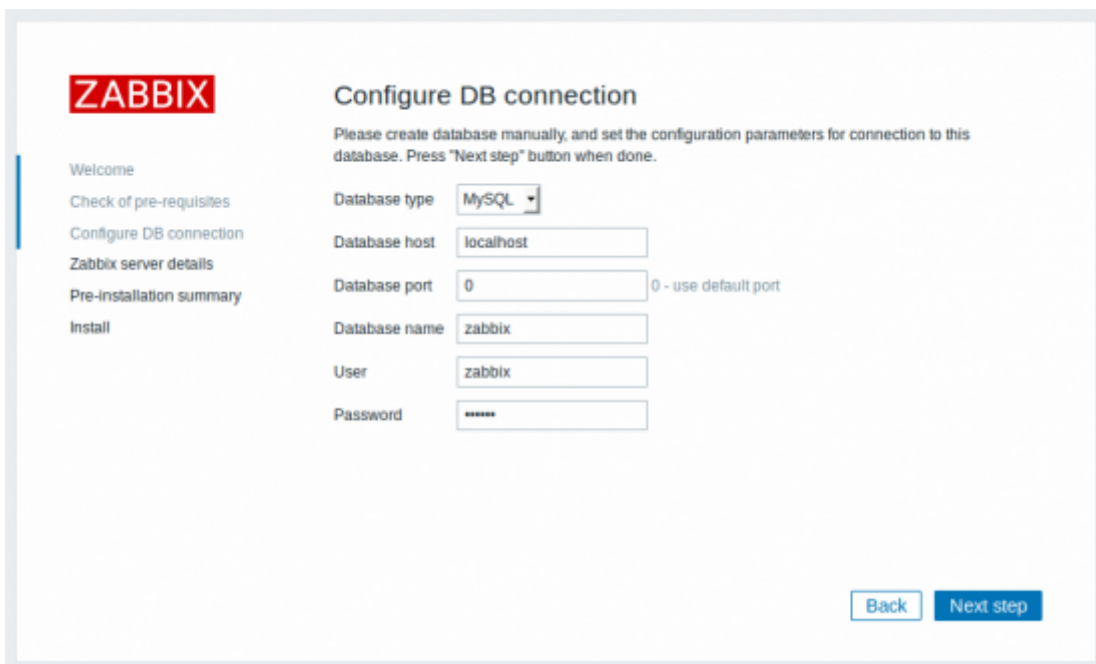 ZABBIX
Welcome
Check of pre-requisites
Configure DB connection
Zabbix server details
Pre-installation summary
Install
Configure DB connection
Please create database manually, and set the configuration parameters for connection to this
database. Press "Next step" button when done.
Database type MySQL
Database host localhost
Database port 0 0 - use default port
Database name zabbix
User zabbix
Password ••••••
Back Next step